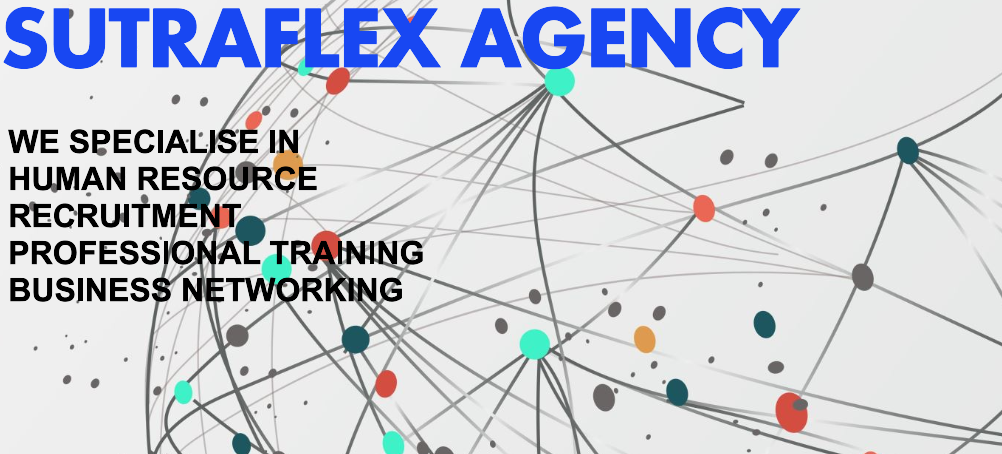 SUTRAFLEX AGENCY
WE SPECIALISE IN
HUMAN RESOURCE
RECRUITMENT
PROFESSIONAL TRAINING
BUSINESS NETWORKING